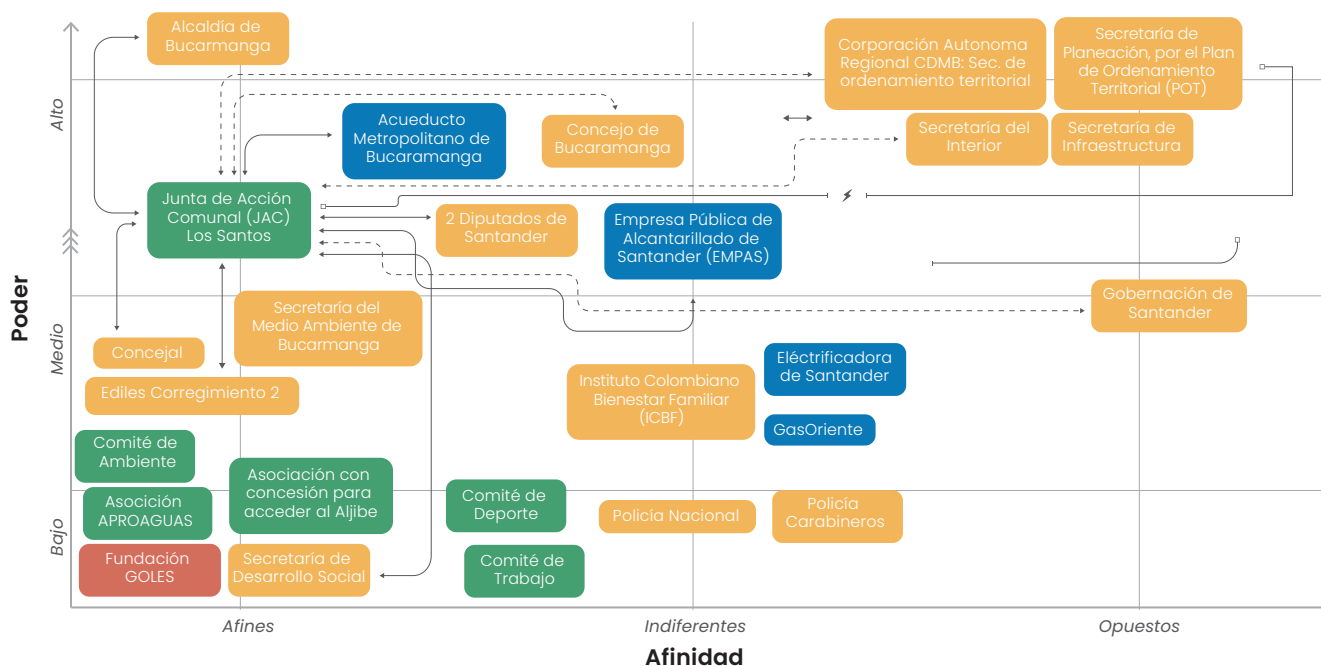 Alcaldía de
Bucarmanga
Corporación Autonoma
Regional CDMB: Sec. de
ordenamiento territorial
Secretaría de
Planeación, por el Plan
de Ordenamiento
Territorial (POT)
Acueducto
Metropolitano de
Bucaramanga
Concejo de
Bucaramanga
Secretaría del
Interior
Secretaría de
Infraestructura
Junta de Acción
Comunal (JAC)
Los Santos
2 Diputados de
Santander
Empresa Pública de
Alcantarillado de
Santander (EMPAS)
Gobernación de
Santander
Secretaría del
Medio Ambiente de
Bucarmanga
Concejal
Ediles Corregimiento 2
Instituto Colombiano
Bienestar Familiar
(ICBF)
Eléctrificadora
de Santander
GasOriente
Comité de
Ambiente
Asociación con
concesión para
acceder al Aljibe
Asocición
APROAGUAS
Comité de
Deporte
Policía Nacional
Policía
Carabineros
Fundación
GOLES
Secretaría de
Desarrollo Social
Comité de
Trabajo
Poder
Alto
Medio
Bajo
Afines
Indiferentes
Opuestos
Afinidad